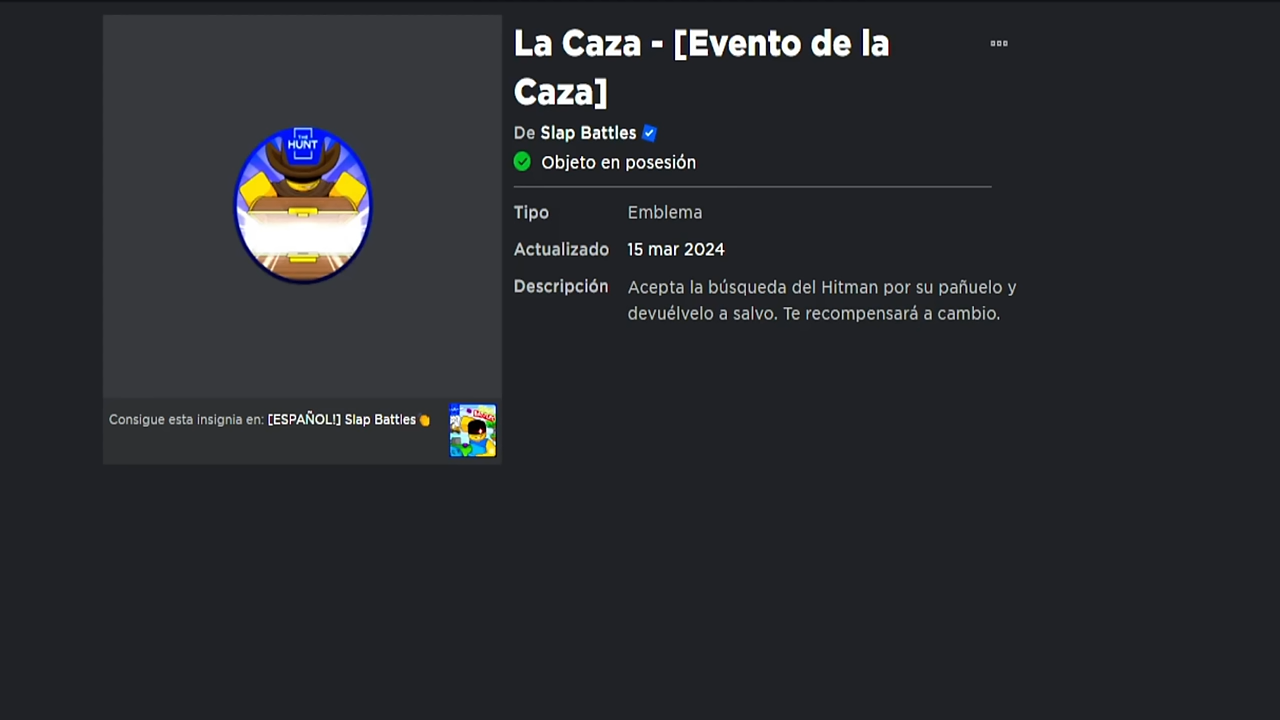 La Caza - [Evento de la
Caza]
De Slap Battles
Objeto en posesión
Tipo Emblema
Actualizado 15 mar 2024
Descripción Acepta la búsqueda del Hitman por su pañuelo y
devuélvelo a salvo. Te recompensará a cambio.
THE
HUNT
Consigue esta insignia en: [ESPAÑOL!] Slap Battles👏